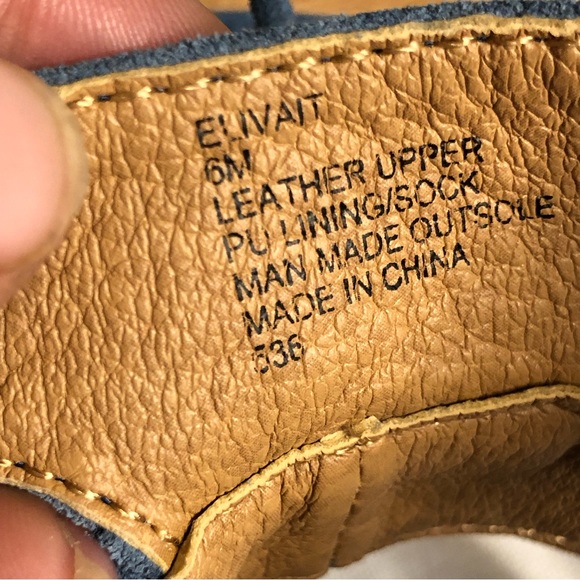 ELIVAIT
6M
LEATHER UPPER
PU LINING/SOCK
MAN MADE OUTSOLE
MADE IN CHINA
536